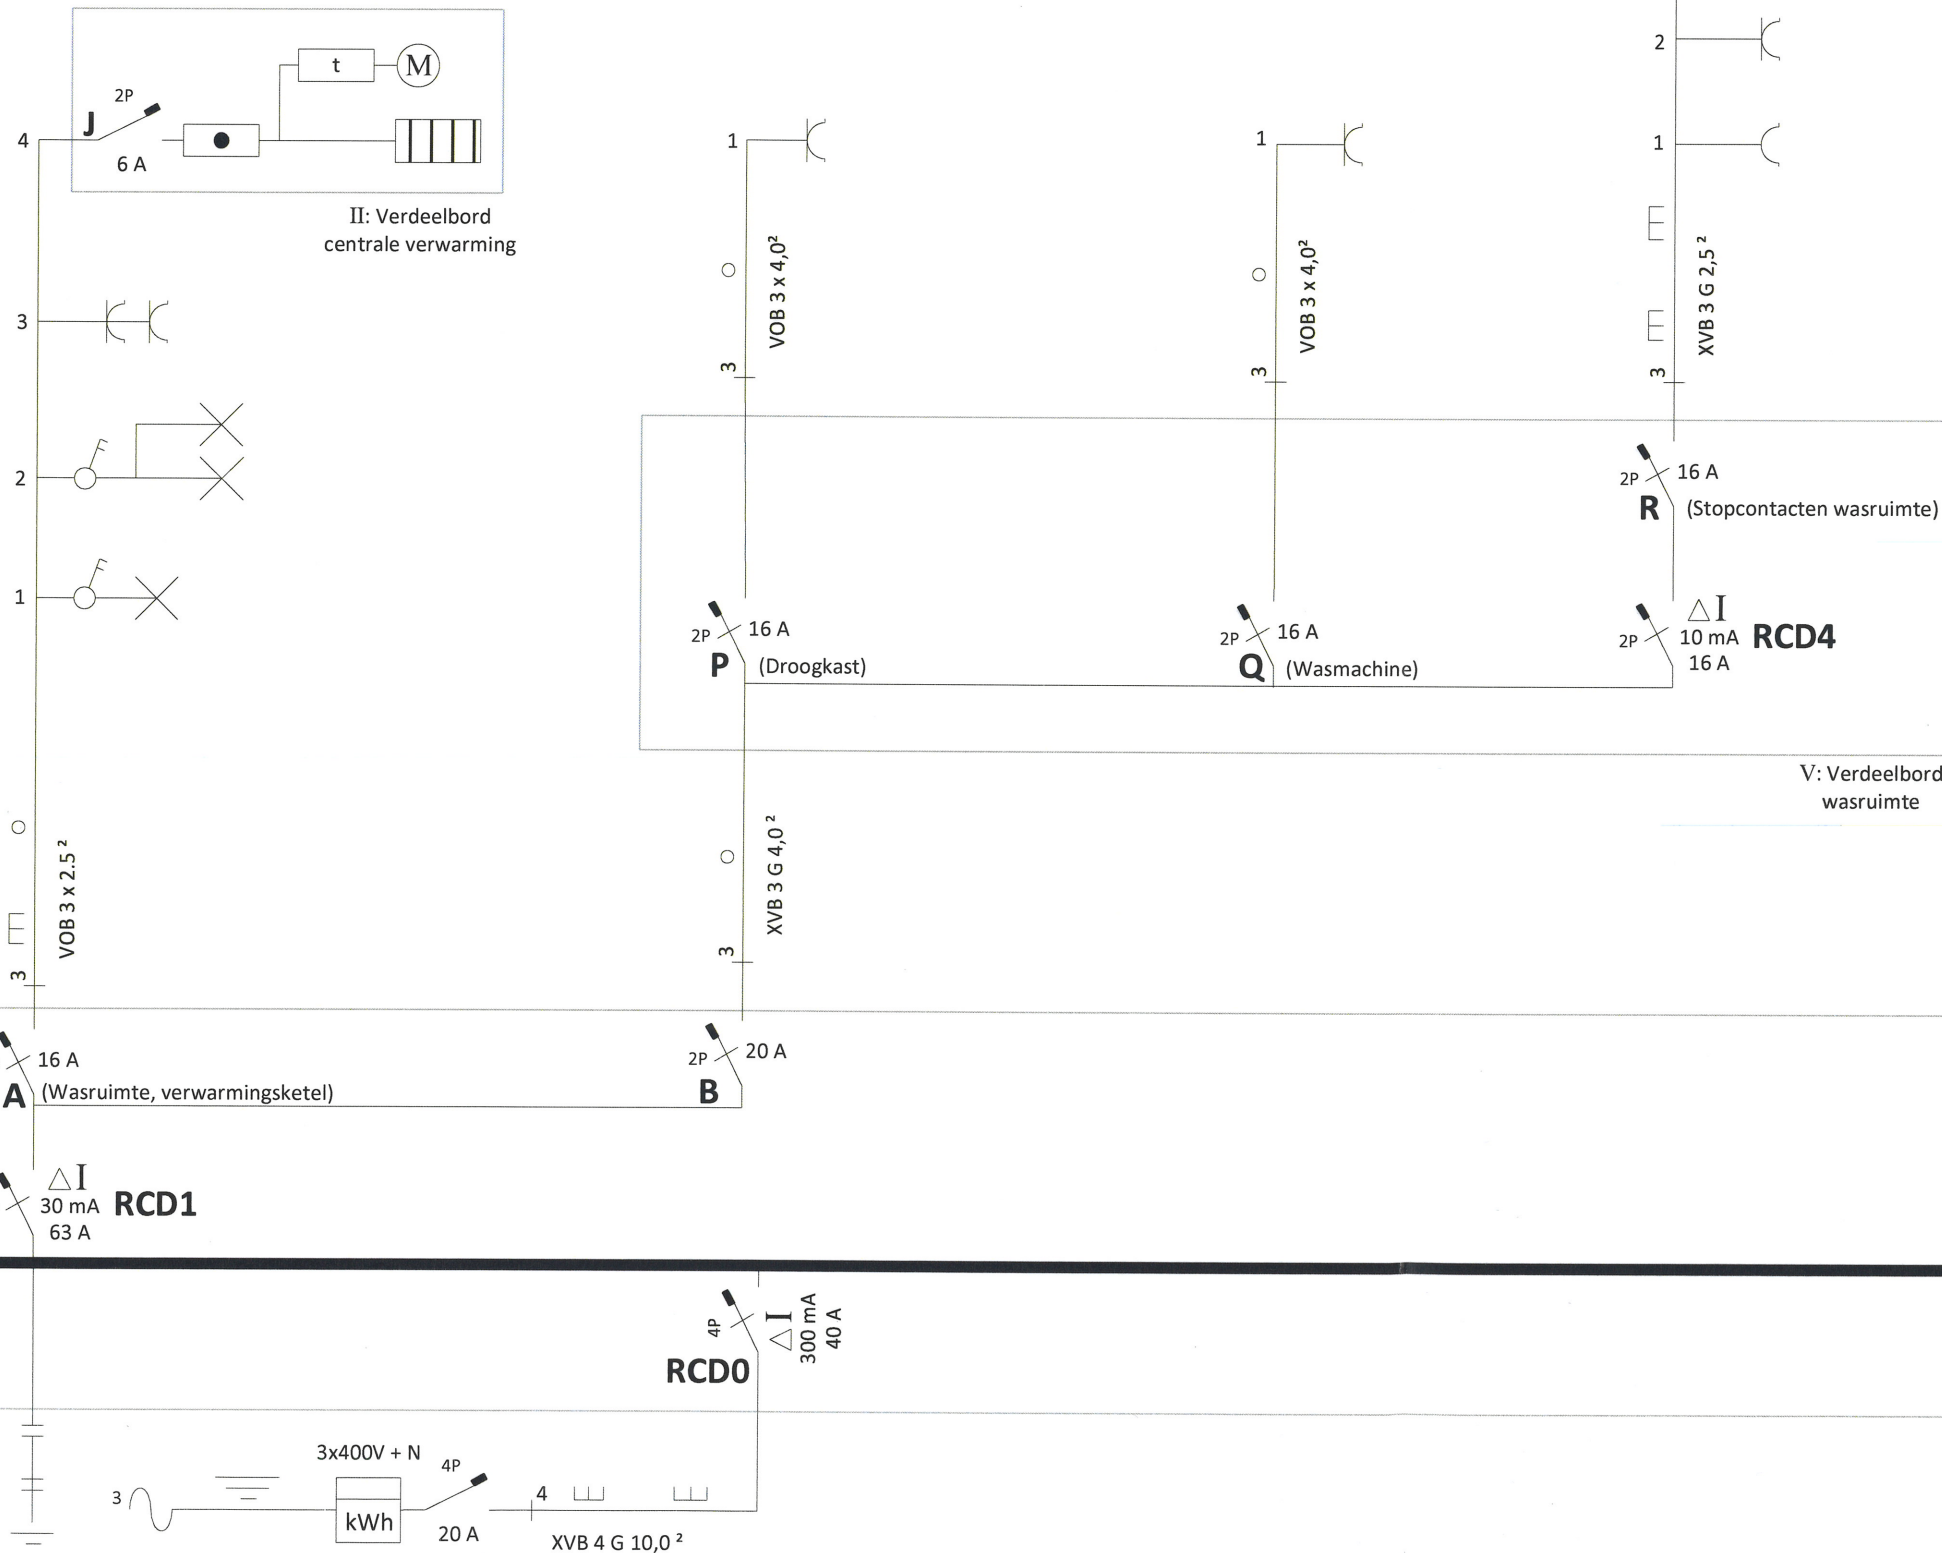 t
M
2P
J
4
6 A
II: Verdeelbord
centrale verwarming
3
2
1
VOB 3 x 2.5 ²
3
1
VOB 3 x 4,0²
3
1
VOB 3 x 4,0²
3
2
1
XVB 3 G 2,5 ²
3
2P
16 A
R
(Stopcontacten wasruimte)
2P
16 A
P
(Droogkast)
2P
16 A
Q
(Wasmachine)
△I
2P
10 mA
RCD4
16 A
V: Verdeelbord
wasruimte
XVB 3 G 4,0 ²
3
16 A
A
(Wasruimte, verwarmingsketel)
2P
20 A
B
△I
30 mA
RCD1
63 A
4P
△I
300 mA
40 A
RCD0
3x400V + N
4P
3
kWh
20 A
4
XVB 4 G 10,0 ²